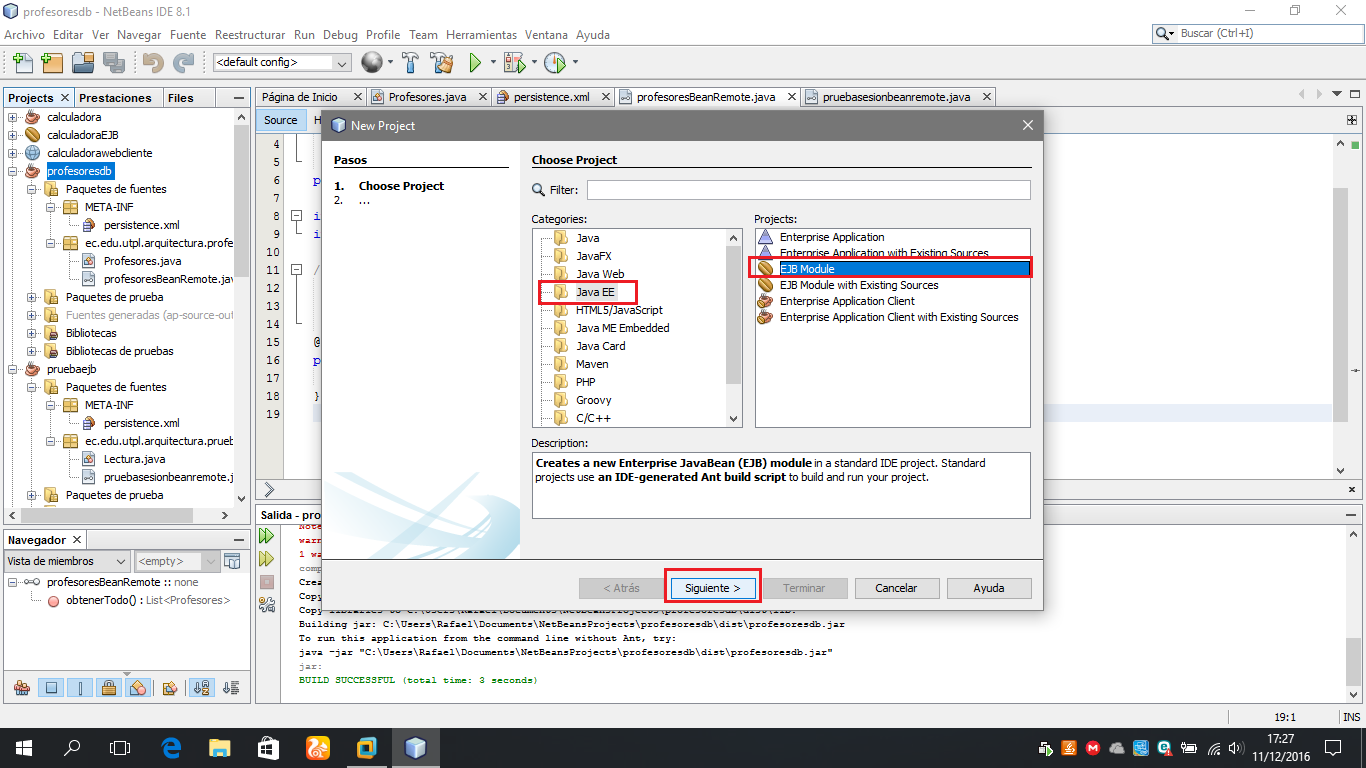 profesoresdb - NetBeans IDE 8.1
Archivo Editar Ver Navegar Fuente Reestructurar Run Debug Profile Team Herramientas Ventana Ayuda
Buscar (Ctrl+I)
<default config>
Projects Prestaciones Files
calculadora
calculadoraEJB
calculadorawebcliente
profesoresdb
Paquetes de fuentes
META-INF
persistence.xml
ec.edu.utpl.arquitectura.profe
Profesores.java
profesoresBeanRemote.jav
Paquetes de prueba
Fuentes generadas (ap-source-out
Bibliotecas
Bibliotecas de pruebas
pruebaejb
Paquetes de fuentes
META-INF
persistence.xml
ec.edu.utpl.arquitectura.prueb
Lectura.java
pruebasesionbeanremote.j
Paquetes de prueba
Navegador
Vista de miembros <empty>
profesoresBeanRemote :: none
obtenerTodo() : List<Profesores>
Página de Inicio Profesores.java persistence.xml profesoresBeanRemote.java pruebasesionbeanremote.java
Source H
4
5
6 p
7
8 i
9 i
10
11 /
12
13
14
15 @
16 p
17
18 }
19
New Project
Pasos
1. Choose Project
2. ...
Choose Project
Filter:
Categories:
Java
JavaFX
Java Web
Java EE
HTML5/JavaScript
Java ME Embedded
Java Card
Maven
PHP
Groovy
C/C++
Projects:
Enterprise Application
Enterprise Application with Existing Sources
EJB Module
EJB Module with Existing Sources
Enterprise Application Client
Enterprise Application Client with Existing Sources
Description:
Creates a new Enterprise JavaBean (EJB) module in a standard IDE project. Standard
projects use an IDE-generated Ant build script to build and run your project.
< Atrás Siguiente > Terminar Cancelar Ayuda
Salida - pro
Note
warn
1 wa
comp
Crea
Copy
Copy libraries to C:\Users\Rafael\Documents\NetBeansProjects\profesoresdb\dist\lib.
Building jar: C:\Users\Rafael\Documents\NetBeansProjects\profesoresdb\dist\profesoresdb.jar
To run this application from the command line without Ant, try:
java -jar "C:\Users\Rafael\Documents\NetBeansProjects\profesoresdb\dist\profesoresdb.jar"
jar:
BUILD SUCCESSFUL (total time: 3 seconds)
19:1 INS
17:27
11/12/2016